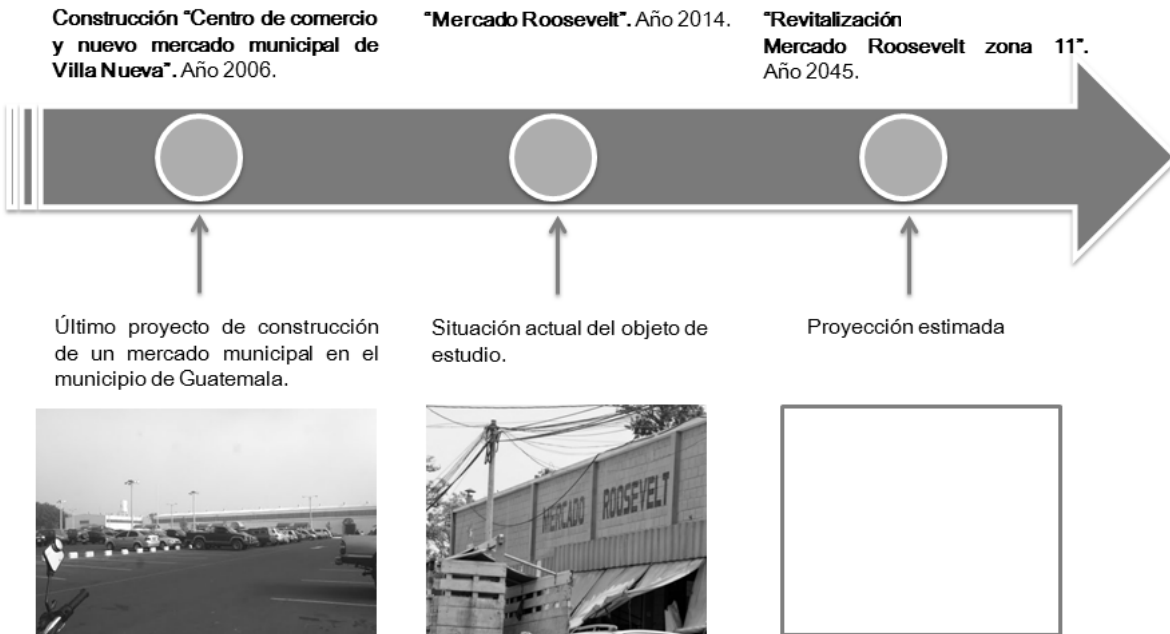 Construcción “Centro de comercio
y nuevo mercado municipal de
Villa Nueva”. Año 2006.
“Mercado Roosevelt”. Año 2014.
“Revitalización
Mercado Roosevelt zona 11”.
Año 2045.
Último proyecto de construcción
de un mercado municipal en el
municipio de Guatemala.
Situación actual del objeto de
estudio.
Proyección estimada
MERCADO ROOSEVELT